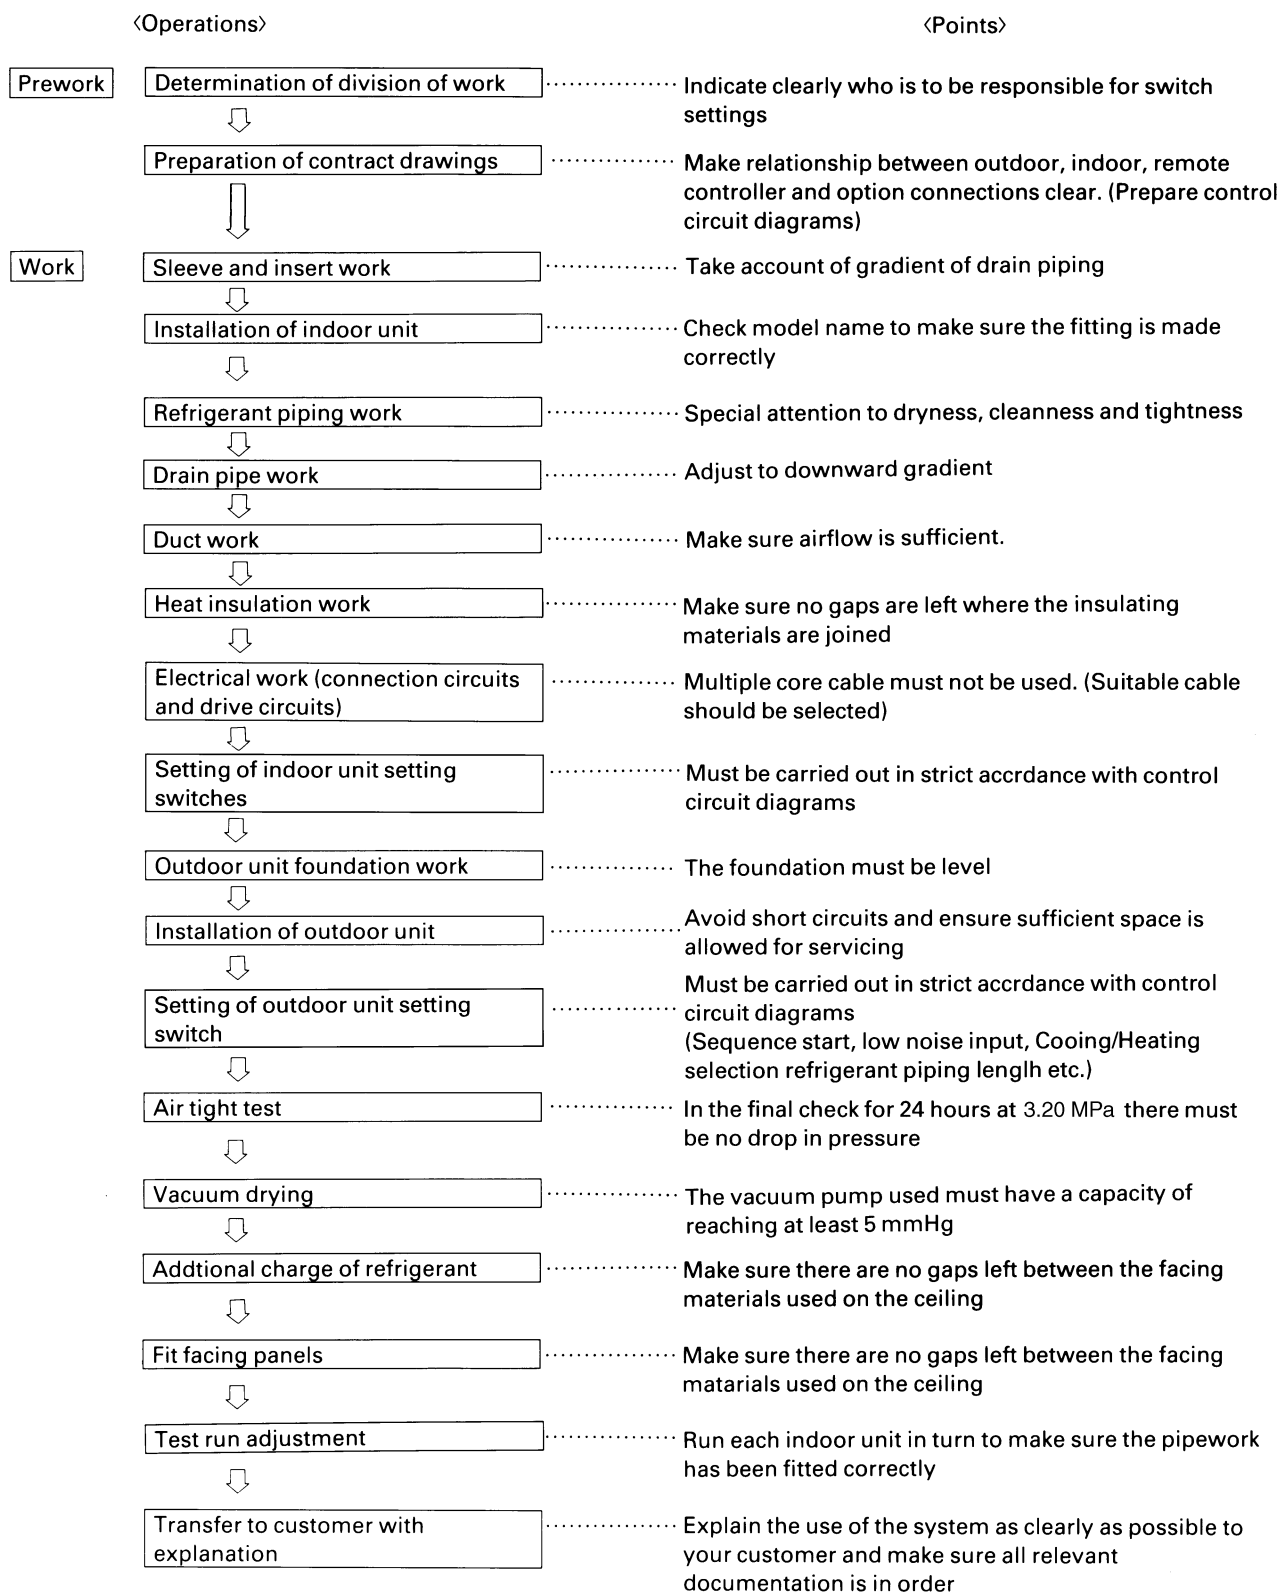 〈Operations〉 〈Points〉
Prework Determination of division of work ················ Indicate clearly who is to be responsible for switch
settings
Preparation of contract drawings ··············· Make relationship between outdoor, indoor, remote
controller and option connections clear. (Prepare control
circuit diagrams)
Work Sleeve and insert work ················ Take account of gradient of drain piping
Installation of indoor unit ················ Check model name to make sure the fitting is made
correctly
Refrigerant piping work ················ Special attention to dryness, cleanness and tightness
Drain pipe work ················ Adjust to downward gradient
Duct work ················ Make sure airflow is sufficient.
Heat insulation work ················ Make sure no gaps are left where the insulating
materials are joined
Electrical work (connection circuits ··············· Multiple core cable must not be used. (Suitable cable
and drive circuits) should be selected)
Setting of indoor unit setting ················ Must be carried out in strict accrdance with control
switches circuit diagrams
Outdoor unit foundation work ··············· The foundation must be level
Installation of outdoor unit ················ Avoid short circuits and ensure sufficient space is
allowed for servicing
Must be carried out in strict accrdance with control
Setting of outdoor unit setting ··············· circuit diagrams
switch (Sequence start, low noise input, Cooing/Heating
selection refrigerant piping lenglh etc.)
Air tight test ··············· In the final check for 24 hours at 3.20 MPa there must
be no drop in pressure
Vacuum drying ················ The vacuum pump used must have a capacity of
reaching at least 5 mmHg
Addtional charge of refrigerant ················ Make sure there are no gaps left between the facing
materials used on the ceiling
Fit facing panels ················ Make sure there are no gaps left between the facing
matarials used on the ceiling
Test run adjustment ················ Run each indoor unit in turn to make sure the pipework
has been fitted correctly
Transfer to customer with ················ Explain the use of the system as clearly as possible to
explanation your customer and make sure all relevant
documentation is in order